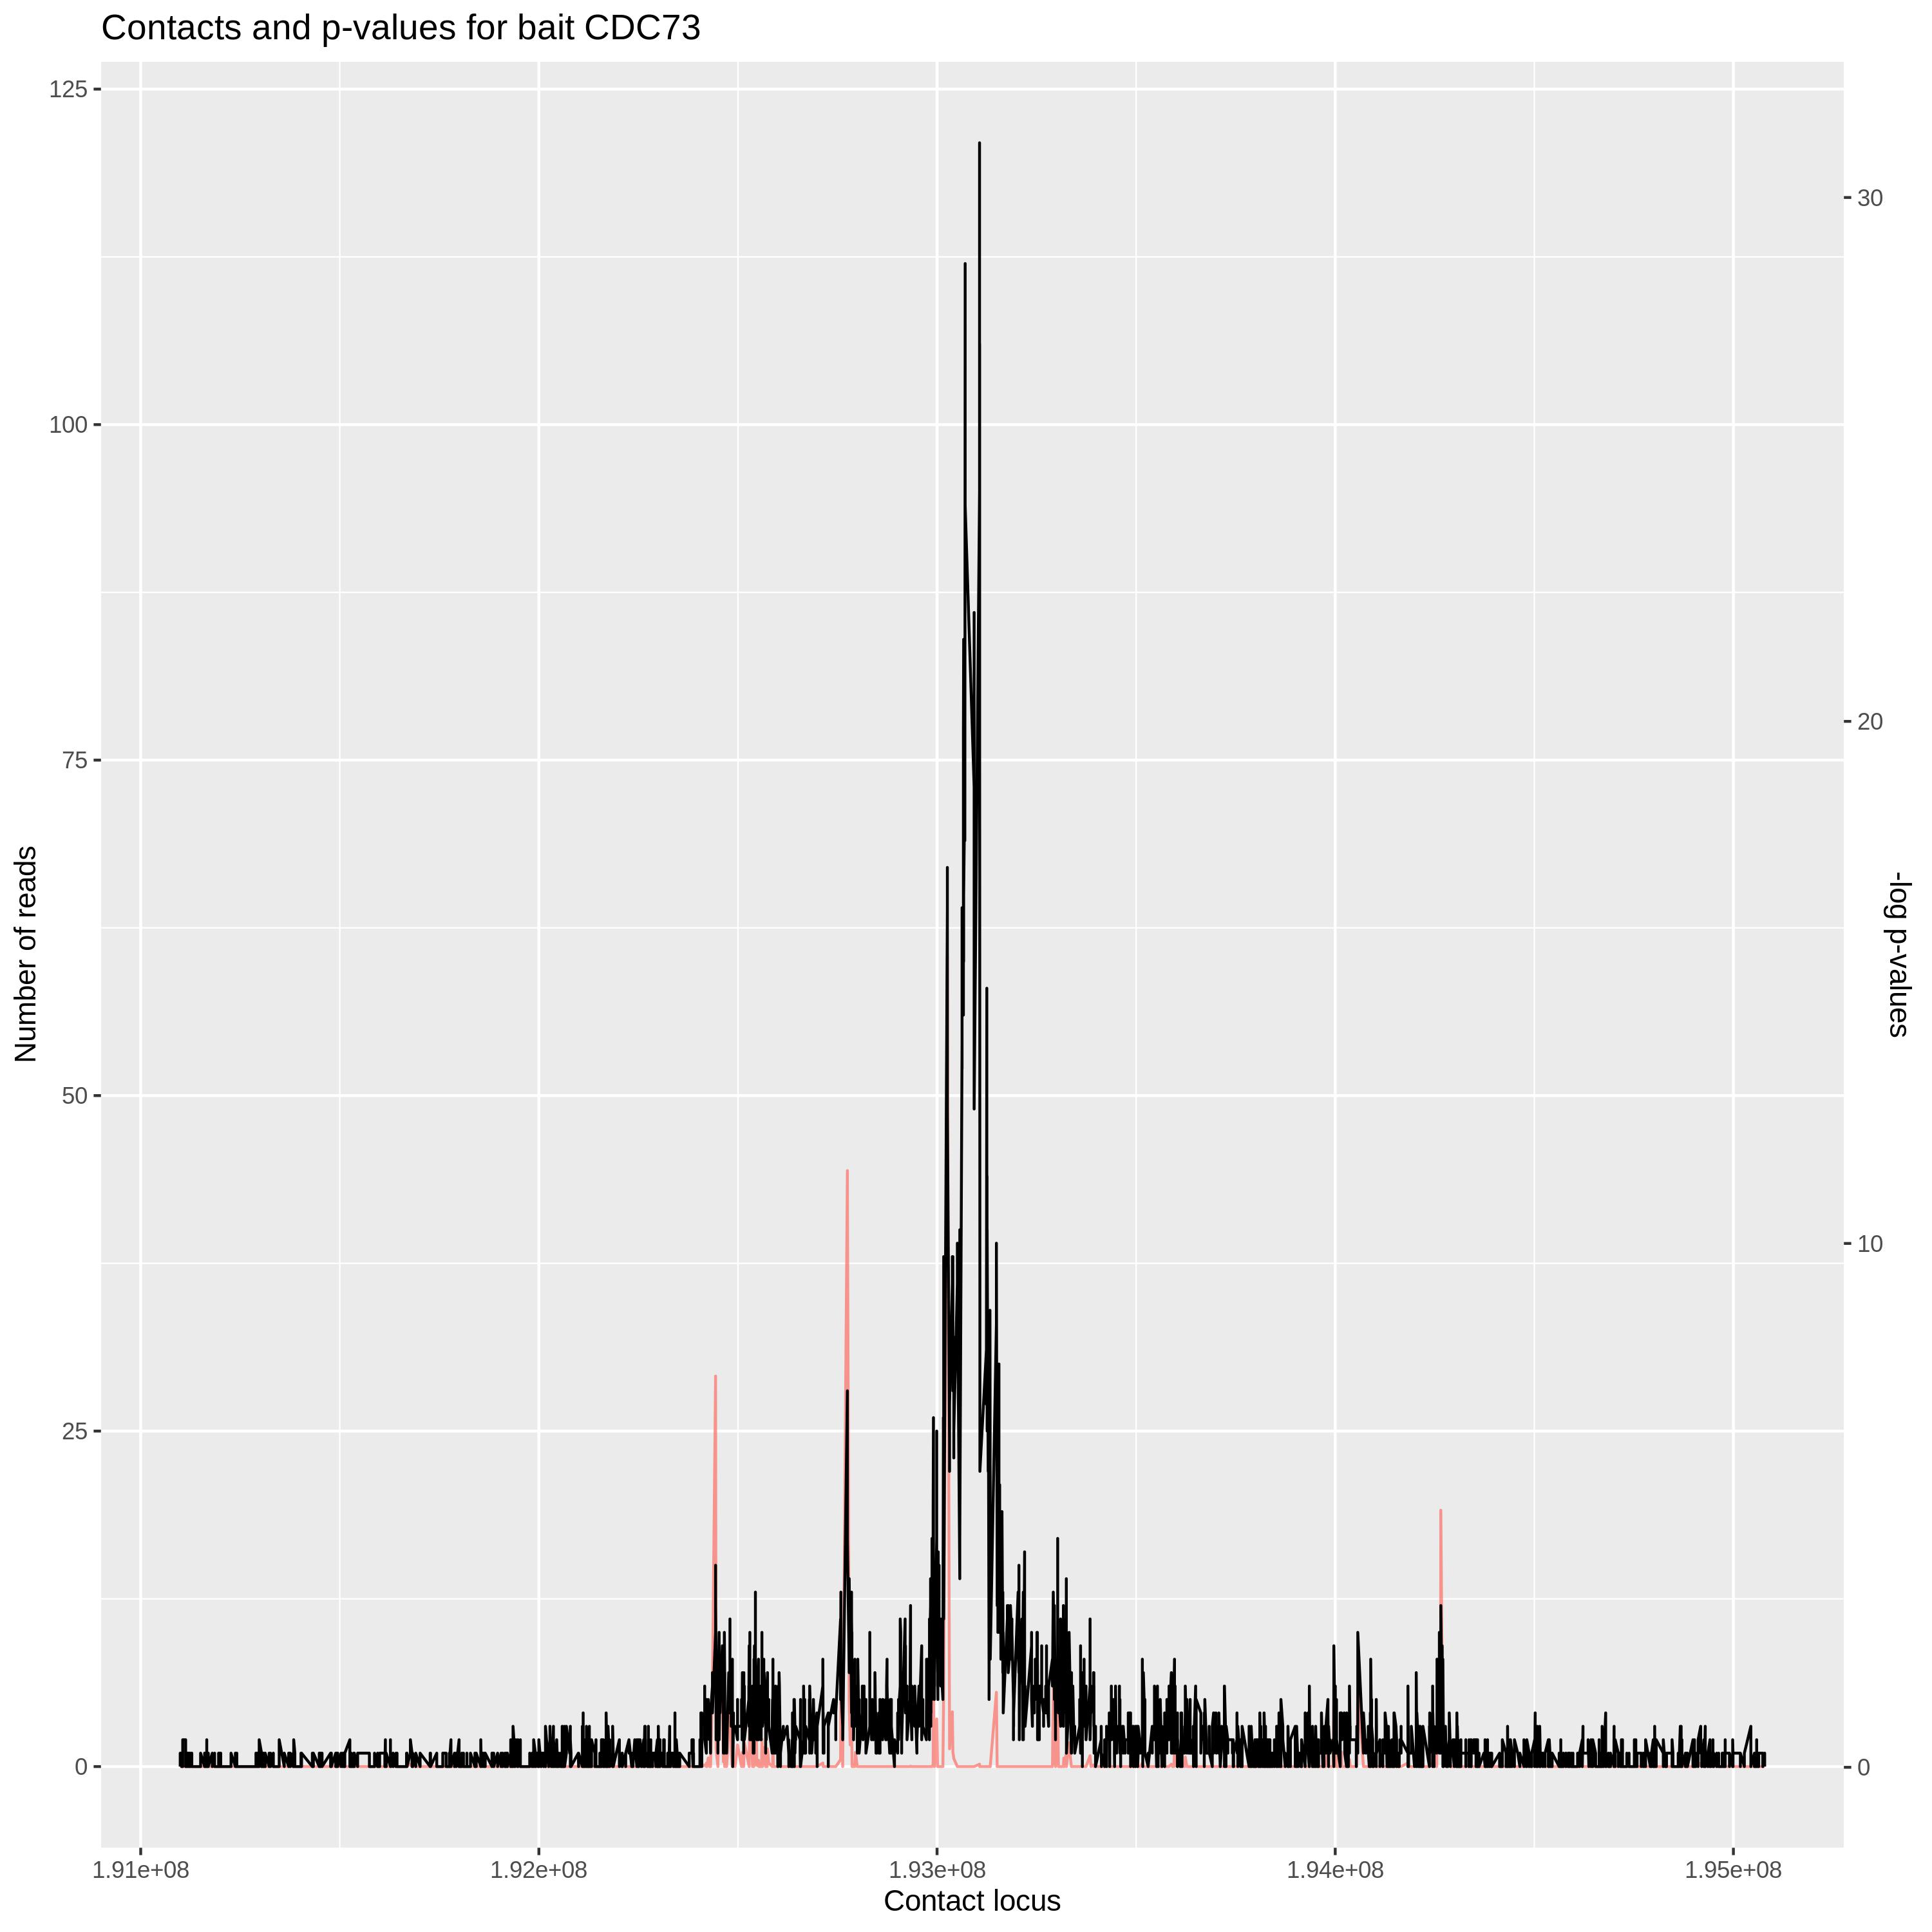 Contacts and p-values for bait CDC73
125
100
75
50
25
0
Number of reads
30
20
10
0
-log p-values
1.91e+08
1.92e+08
1.93e+08
1.94e+08
1.95e+08
Contact locus